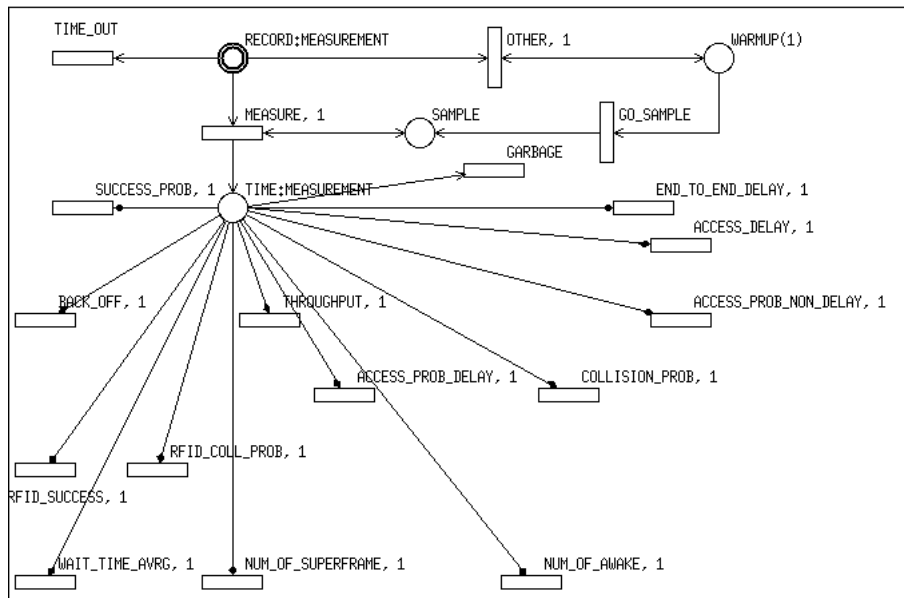 TIME_OUT
RECORD:MEASUREMENT
OTHER, 1
WARMUP(1)
MEASURE, 1
SAMPLE
GO_SAMPLE
GARBAGE
SUCCESS_PROB, 1
TIME:MEASUREMENT
END_TO_END_DELAY, 1
ACCESS_DELAY, 1
BACK_OFF, 1
THROUGHPUT, 1
ACCESS_PROB_NON_DELAY, 1
ACCESS_PROB_DELAY, 1
COLLISION_PROB, 1
RFID_COLL_PROB, 1
RFID_SUCCESS, 1
WAIT_TIME_AVRG, 1
NUM_OF_SUPERFRAME, 1
NUM_OF_AWAKE, 1